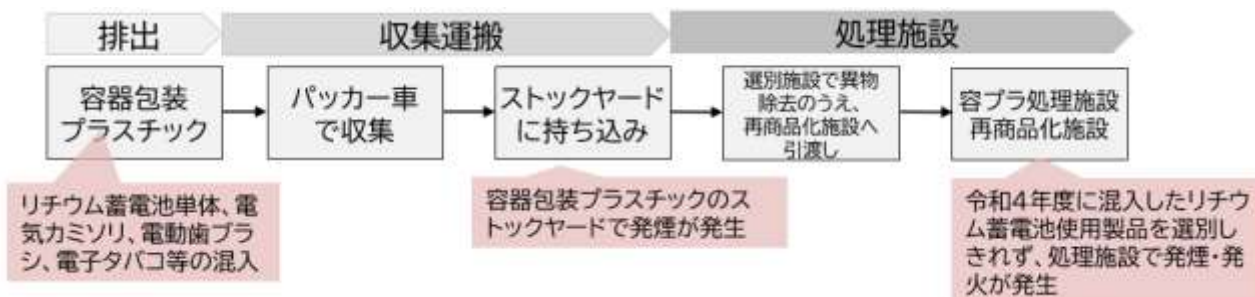 排出
収集運搬
処理施設
容器包装
プラスチック
パッカー車
で収集
ストックヤード
に持ち込み
選別施設で異物
除去のうえ、
再商品化施設へ
引渡し
容プラ処理施設
再商品化施設
リチウム蓄電池単体、電
気カミソリ、電動歯ブラ
シ、電子タバコ等の混入
容器包装プラスチックのス
トックヤードで発煙が発生
令和4年度に混入したリチウ
ム蓄電池使用製品を選別し
きれず、処理施設で発煙・発
火が発生